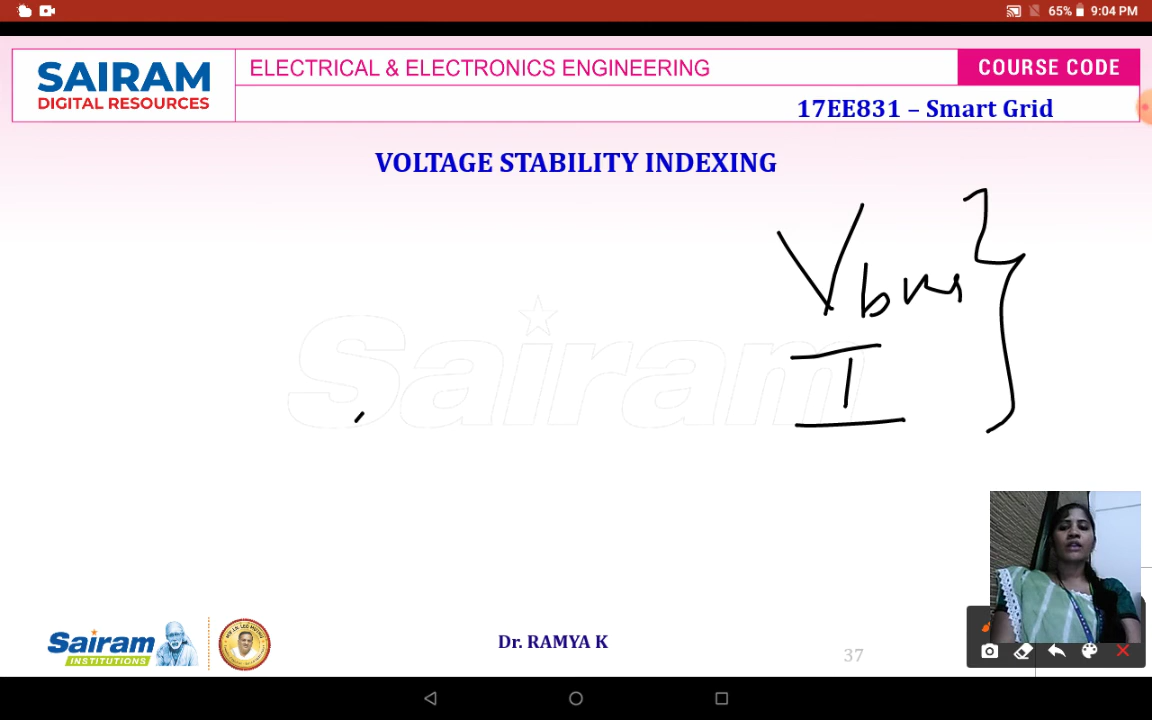 65% 9:04 PM
SAIRAM
DIGITAL RESOURCES
ELECTRICAL & ELECTRONICS ENGINEERING
COURSE CODE
17EE831 – Smart Grid
VOLTAGE STABILITY INDEXING
Vbus }
I
Sairam
Sairam
INSTITUTIONS
Dr. RAMYA K
37